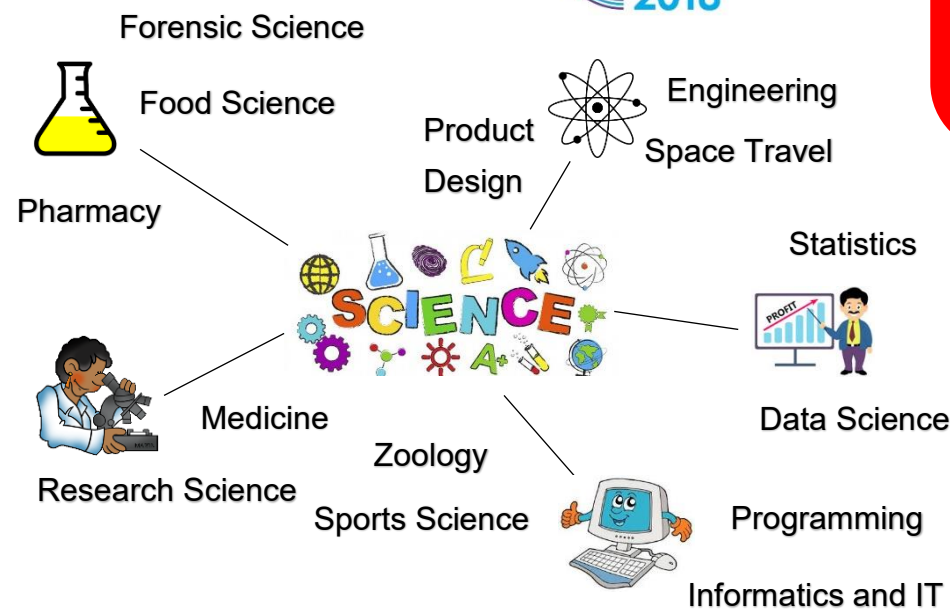 2018
Forensic Science
Food Science
Pharmacy
Product
Design
Engineering
Space Travel
SCIENCE
A+
Statistics
PROFIT
Data Science
Medicine
Research Science
Zoology
Sports Science
Programming
Informatics and IT